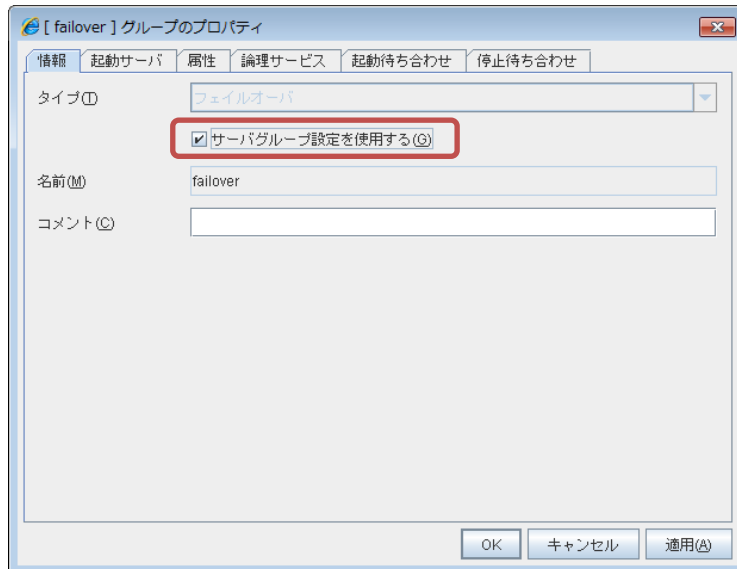 [ failover ] グループのプロパティ
情報 起動サーバ 属性 論理サービス 起動待ち合わせ 停止待ち合わせ
タイプ(T) フェイルオーバ
サーバグループ設定を使用する(G)
名前(M) failover
コメント(C)
OK キャンセル 適用(A)